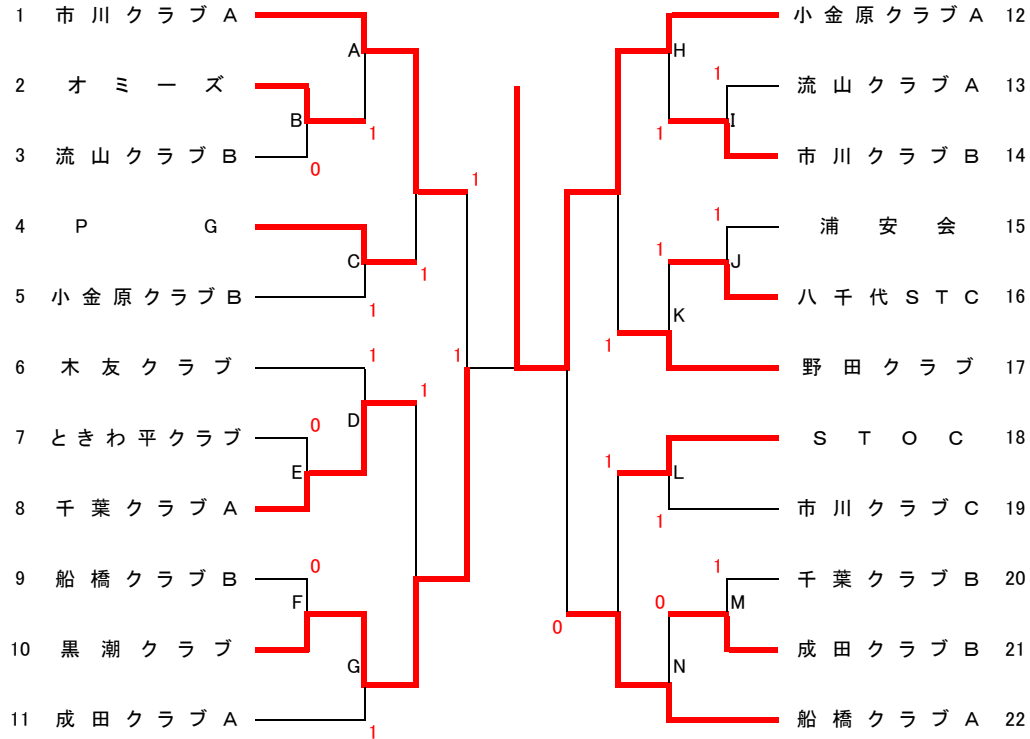 1 市川クラブA
2 オミーズ
3 流山クラブB
4 PG
5 小金原クラブB
6 木友クラブ
7 ときわ平クラブ
8 千葉クラブA
9 船橋クラブB
10 黒潮クラブ
11 成田クラブA
A
B
1
0
1
C
1
1
1
1
1
D
0
E
0
F
G
1
小金原クラブA 12
流山クラブA 13
市川クラブB 14
浦安会 15
八千代STC 16
野田クラブ 17
STOC 18
市川クラブC 19
千葉クラブB 20
成田クラブB 21
船橋クラブA 22
H
1
I
1
1
1
J
K
1
1
L
1
1
0
M
0
N